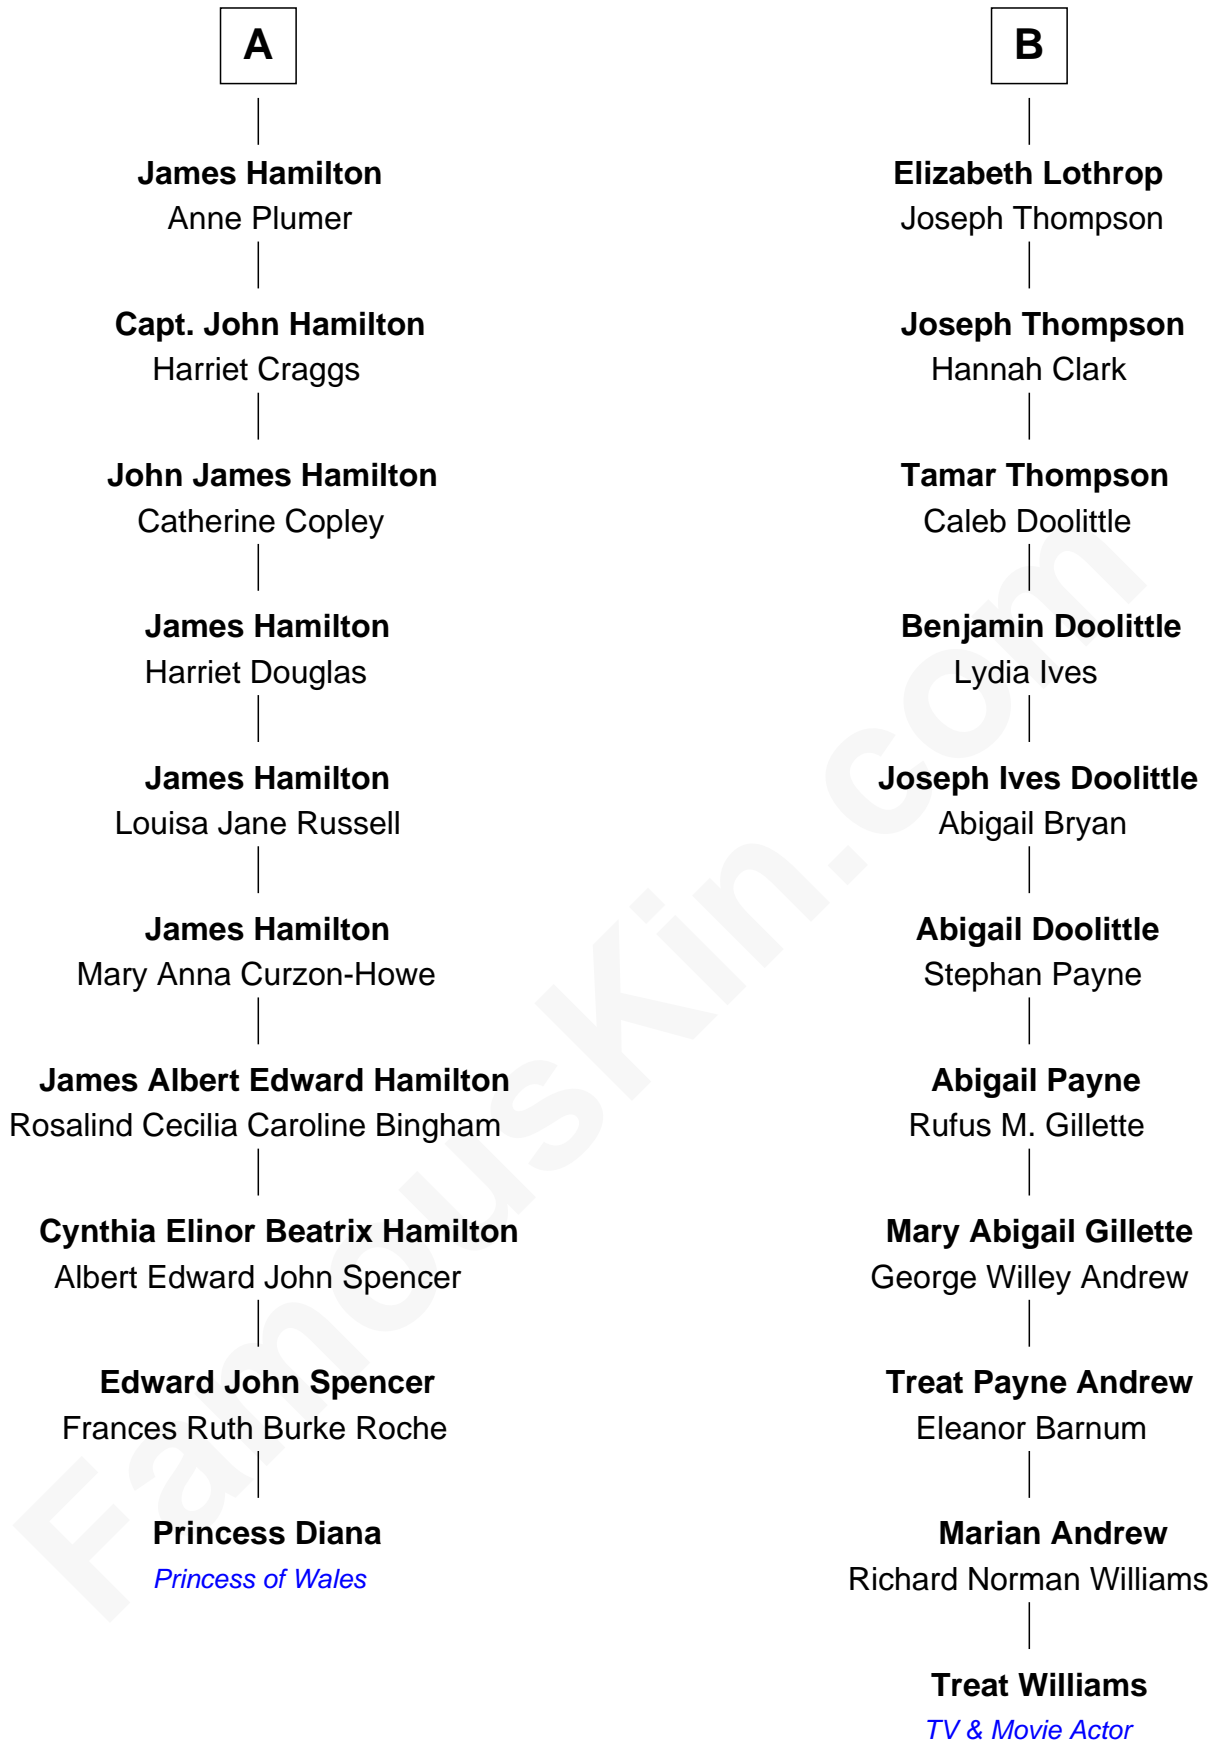 A
James Hamilton
Anne Plumer
Capt. John Hamilton
Harriet Craggs
John James Hamilton
Catherine Copley
James Hamilton
Harriet Douglas
James Hamilton
Louisa Jane Russell
James Hamilton
Mary Anna Curzon-Howe
James Albert Edward Hamilton
Rosalind Cecilia Caroline Bingham
Cynthia Elinor Beatrix Hamilton
Albert Edward John Spencer
Edward John Spencer
Frances Ruth Burke Roche
Princess Diana
Princess of Wales
B
Elizabeth Lothrop
Joseph Thompson
Joseph Thompson
Hannah Clark
Tamar Thompson
Caleb Doolittle
Benjamin Doolittle
Lydia Ives
Joseph Ives Doolittle
Abigail Bryan
Abigail Doolittle
Stephan Payne
Abigail Payne
Rufus M. Gillette
Mary Abigail Gillette
George Willey Andrew
Treat Payne Andrew
Eleanor Barnum
Marian Andrew
Richard Norman Williams
Treat Williams
TV & Movie Actor
FamousKin.com